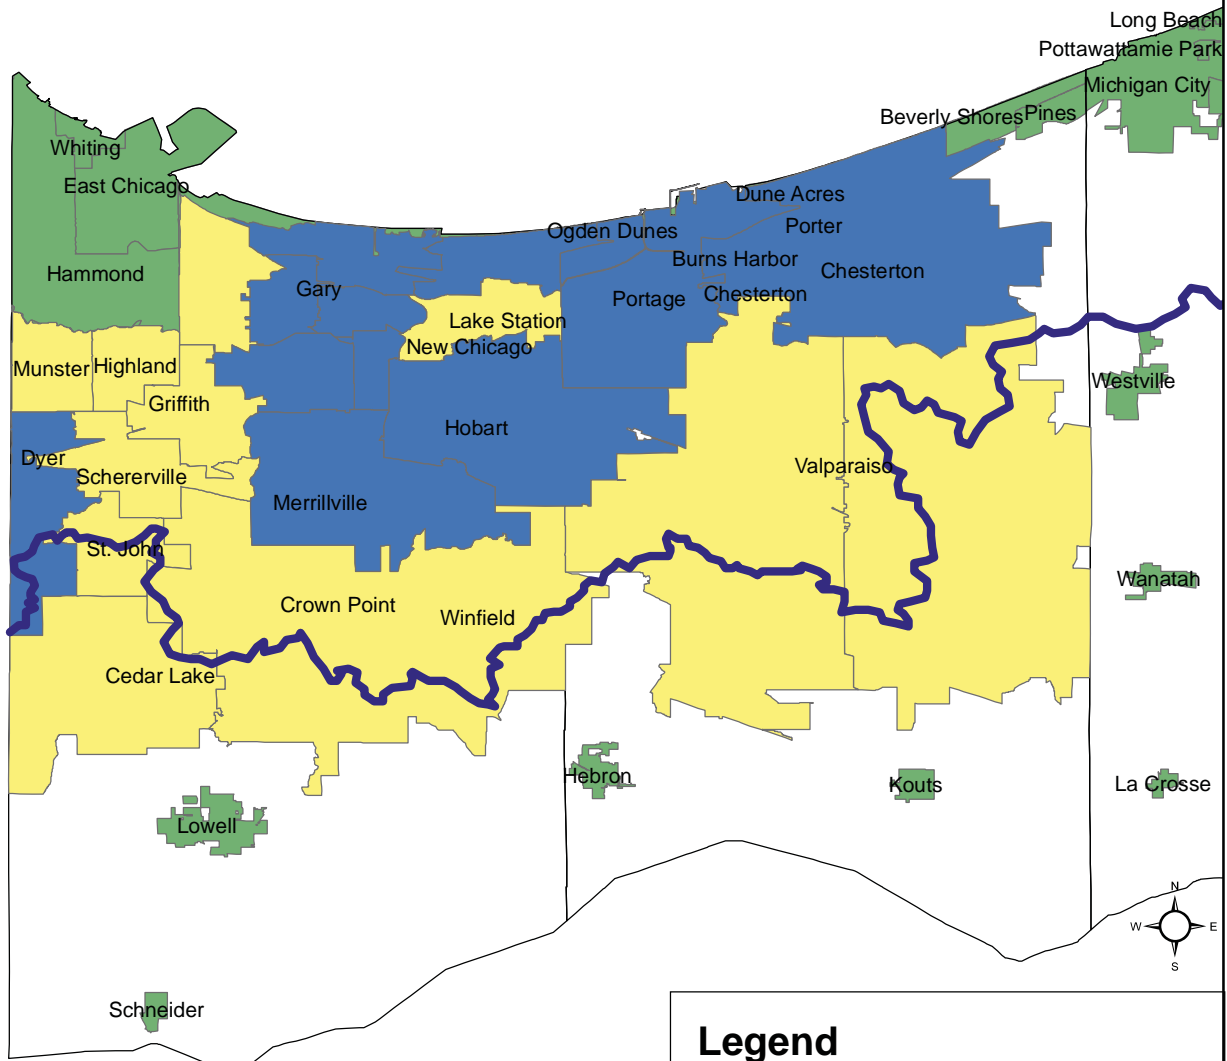 Long Beach
Pottawattamie Park
Michigan City
Beverly Shores
Pines
Whiting
East Chicago
Dune Acres
Ogden Dunes
Porter
Burns Harbor
Hammond
Chesterton
Gary
Portage
Chesterton
Lake Station
New Chicago
Munster
Highland
Westville
Griffith
Hobart
Dyer
Schererville
Valparaiso
Merrillville
St. John
Wanatah
Crown Point
Winfield
Cedar Lake
Hebron
Kouts
La Crosse
Lowell
N
W
E
S
Schneider
Legend